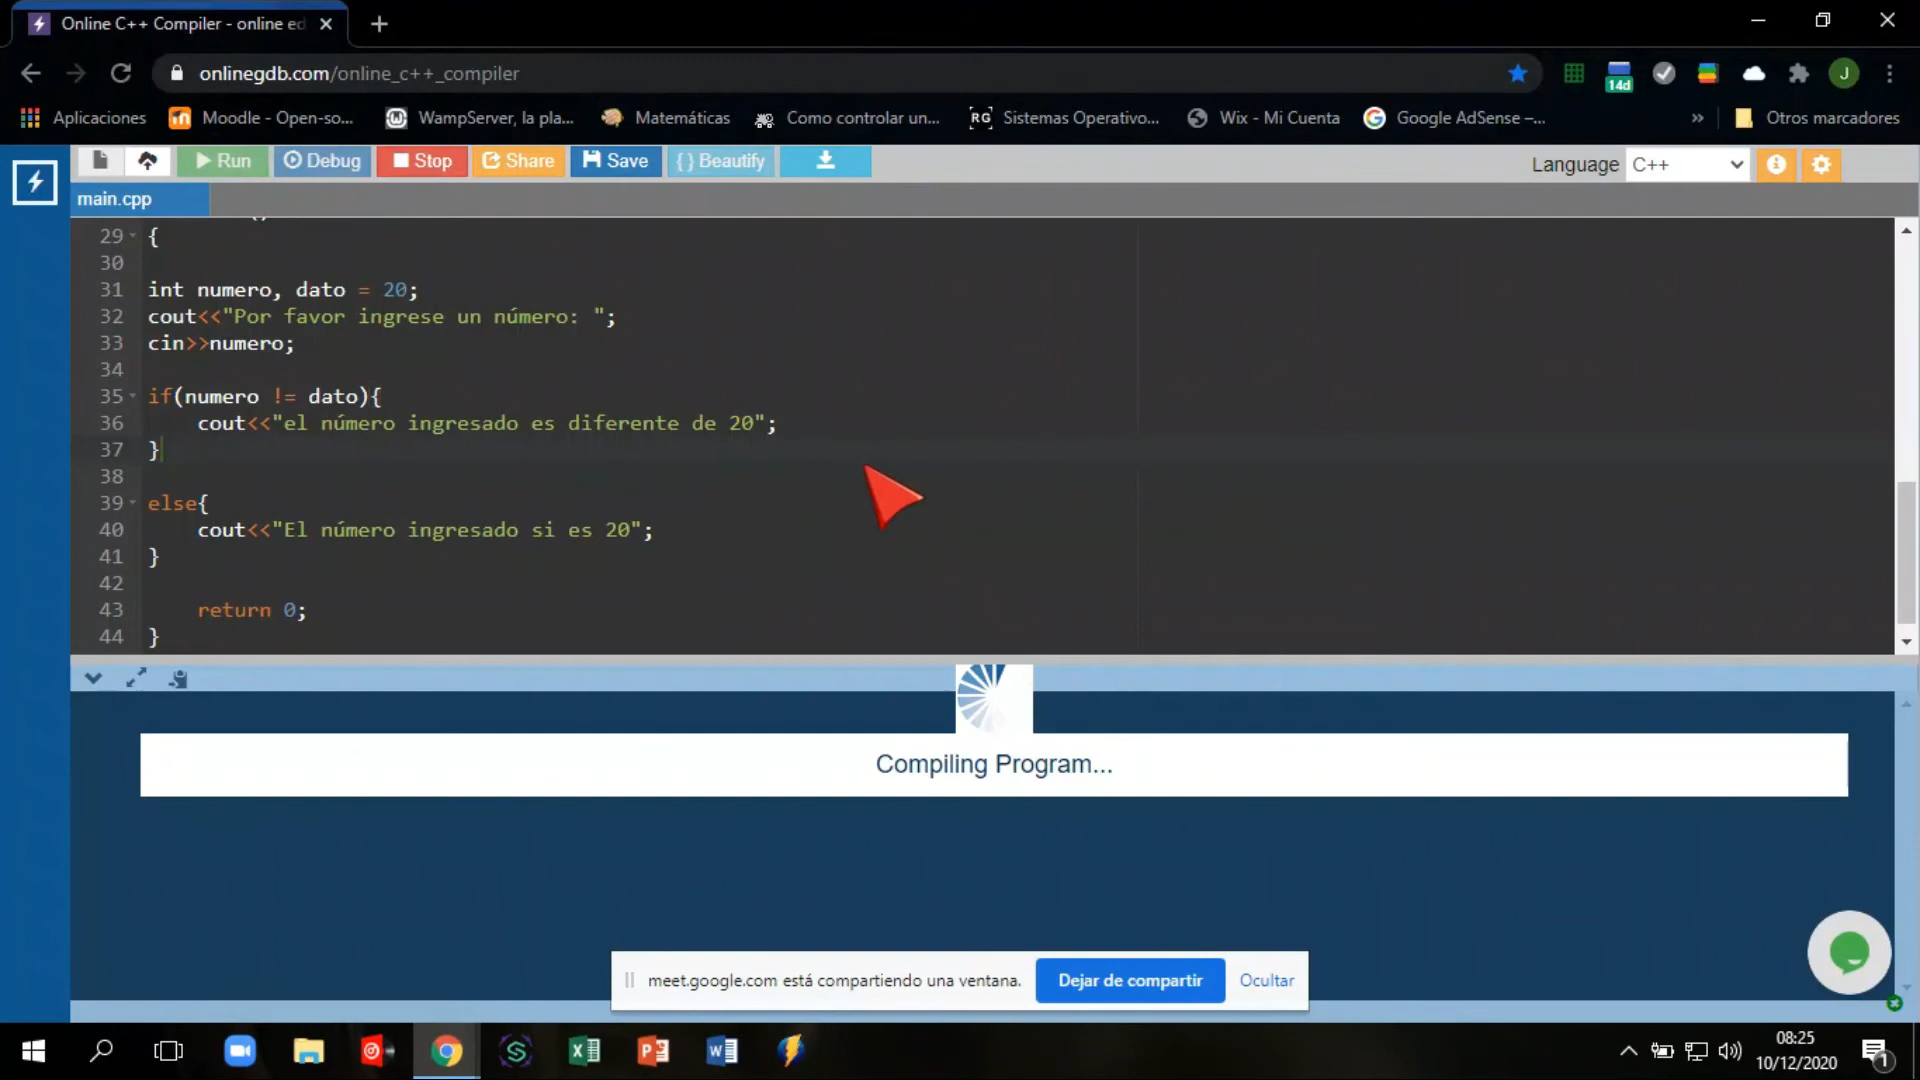 Online C++ Compiler - online ed
onlinegdb.com/online_c++_compiler
14d
J
Aplicaciones
Moodle - Open-so...
WampServer, la pla...
Matemáticas
Como controlar un...
RG
Sistemas Operativo...
Wix - Mi Cuenta
Google AdSense –...
»
Otros marcadores
Run
Debug
Stop
Share
Save
{ } Beautify
Language
C++
main.cpp
29 {
30
31 int numero, dato = 20;
32 cout<<"Por favor ingrese un número: ";
33 cin>>numero;
34
35 if(numero != dato){
36 cout<<"el número ingresado es diferente de 20";
37 }
38
39 else{
40 cout<<"El número ingresado si es 20";
41 }
42
43 return 0;
44 }
Compiling Program...
meet.google.com está compartiendo una ventana.
Dejar de compartir
Ocultar
08:25
10/12/2020
1